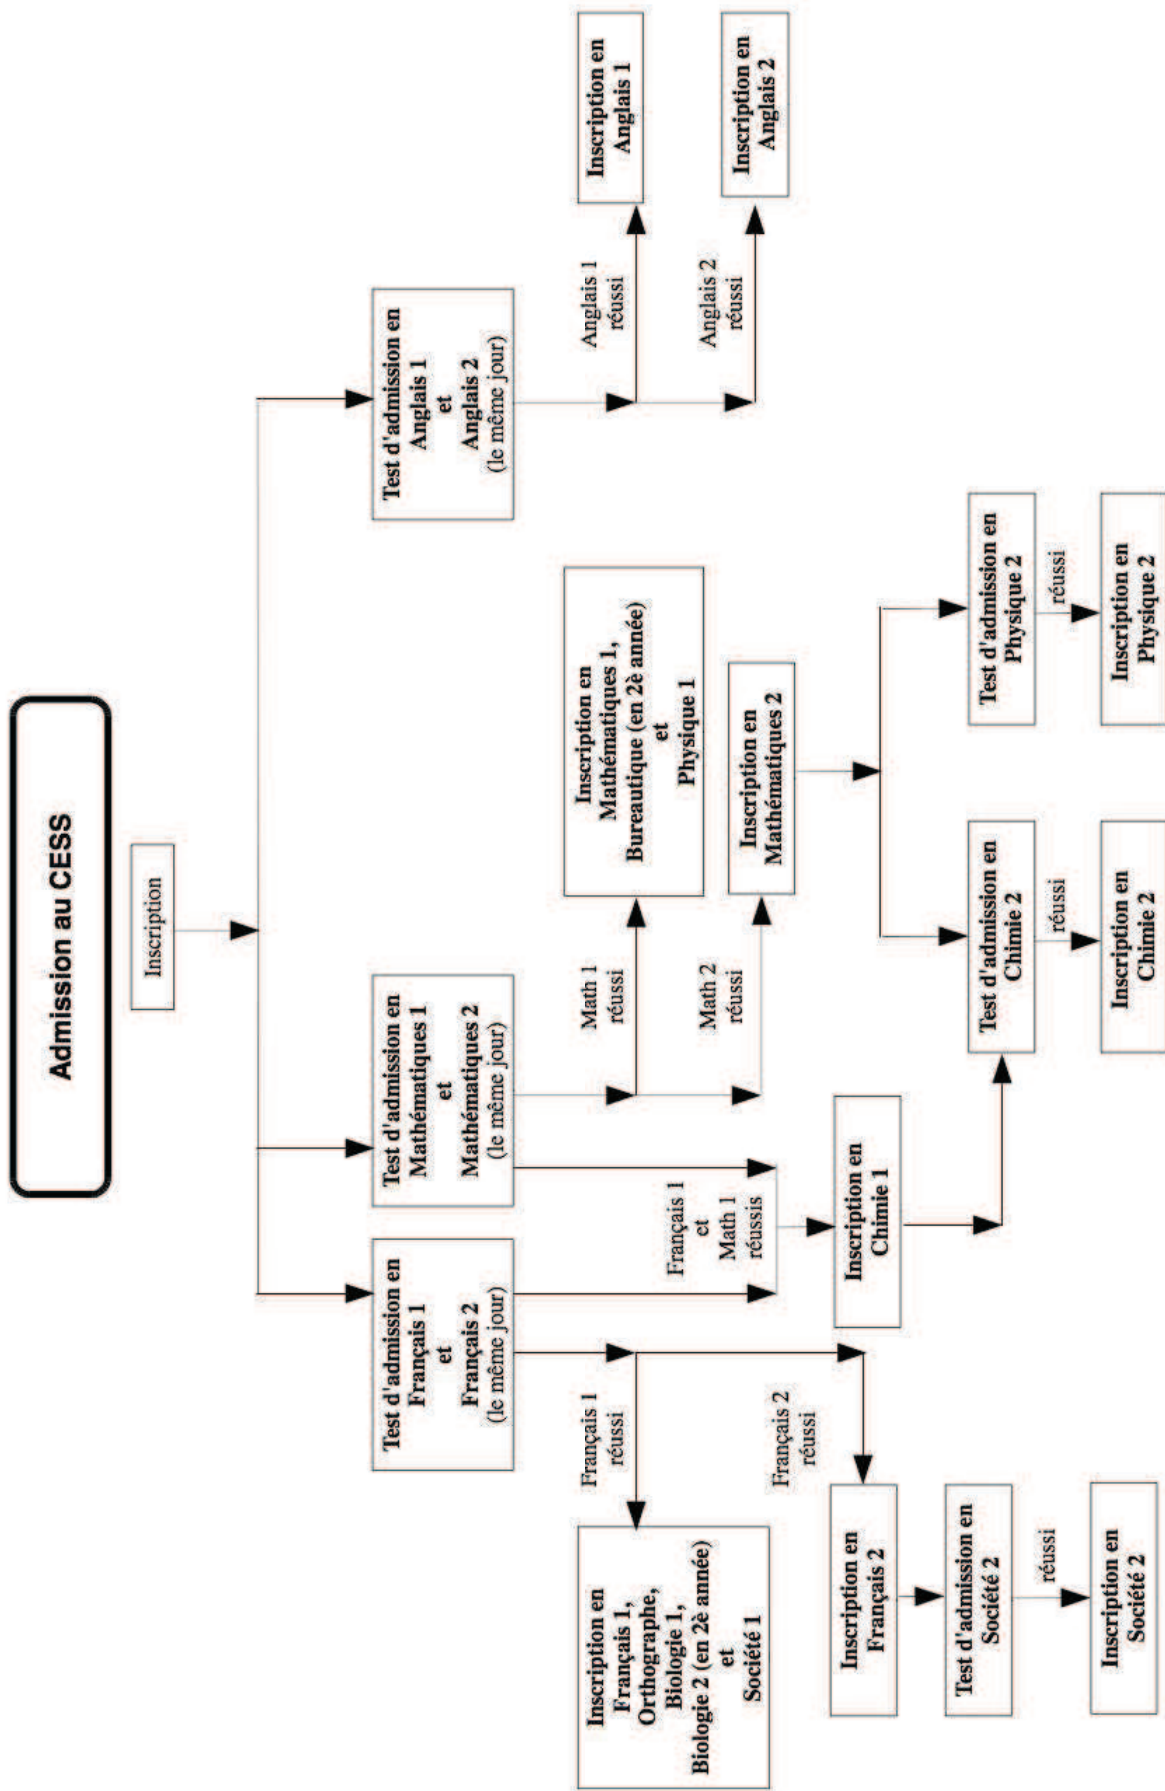 Admission au CESS
Inscription
Test d'admission en
Français 1
et
Français 2
(le même jour)
Test d'admission en
Mathématiques 1
et
Mathématiques 2
(le même jour)
Test d'admission en
Anglais 1
et
Anglais 2
(le même jour)
Français 1
réussi
Inscription en
Français 1,
Orthographe,
Biologie 1,
Biologie 2 (en 2è année)
et
Société 1
Français 2
réussi
Inscription en
Français 2
Test d'admission en
Société 2
réussi
Inscription en
Société 2
Français 1
et
Math 1
réussis
Inscription en
Chimie 1
Math 1
réussi
Inscription en
Mathématiques 1,
Bureautique (en 2è année)
et
Physique 1
Math 2
réussi
Inscription en
Mathématiques 2
Test d'admission en
Chimie 2
réussi
Inscription en
Chimie 2
Test d'admission en
Physique 2
réussi
Inscription en
Physique 2
Anglais 1
réussi
Inscription en
Anglais 1
Anglais 2
réussi
Inscription en
Anglais 2